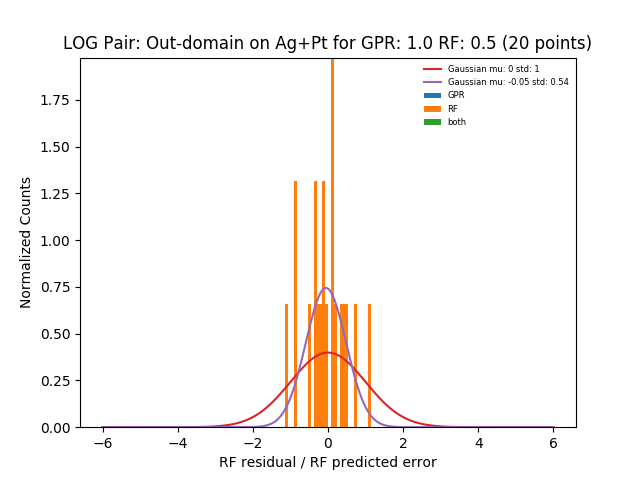 LOG Pair: Out-domain on Ag+Pt for GPR: 1.0 RF: 0.5 (20 points)
Gaussian mu: 0 std: 1
Gaussian mu: -0.05 std: 0.54
GPR
RF
both
Normalized Counts
1.75
1.50
1.25
1.00
0.75
0.50
0.25
0.00
−6 −4 −2 0 2 4 6
RF residual / RF predicted error